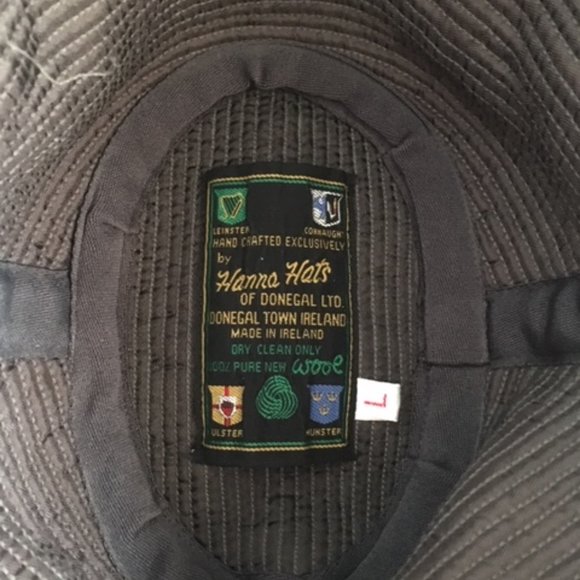 LEINSTER CONNAUGHT
HAND CRAFTED EXCLUSIVELY
by
Hanna Hats
OF DONEGAL LTD.
DONEGAL TOWN IRELAND
MADE IN IRELAND
DRY CLEAN ONLY
100% PURE NEW wool
ULSTER MUNSTER
L